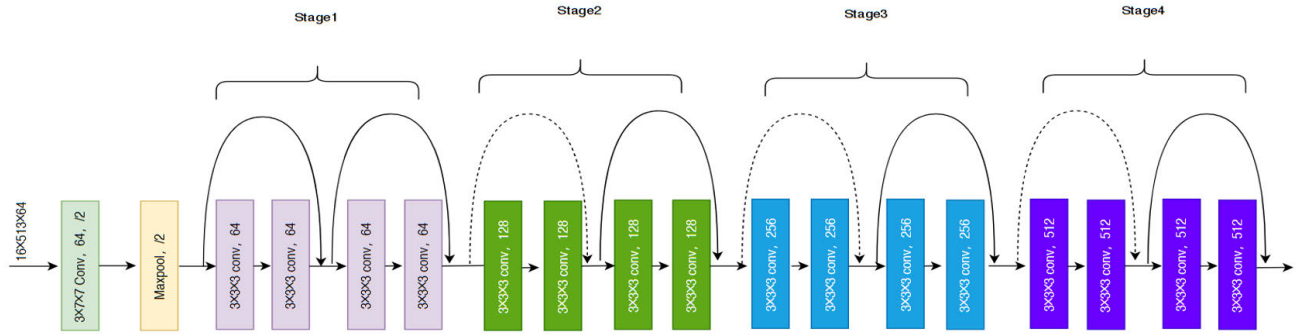 Stage1
Stage2
Stage3
Stage4
16×513×64
3×7×7 Conv, 64, /2
Maxpool, /2
3×3×3 conv, 64
3×3×3 conv, 64
3×3×3 conv, 64
3×3×3 conv, 64
3×3×3 conv, 128
3×3×3 conv, 128
3×3×3 conv, 128
3×3×3 conv, 128
3×3×3 conv, 256
3×3×3 conv, 256
3×3×3 conv, 256
3×3×3 conv, 256
3×3×3 conv, 512
3×3×3 conv, 512
3×3×3 conv, 512
3×3×3 conv, 512